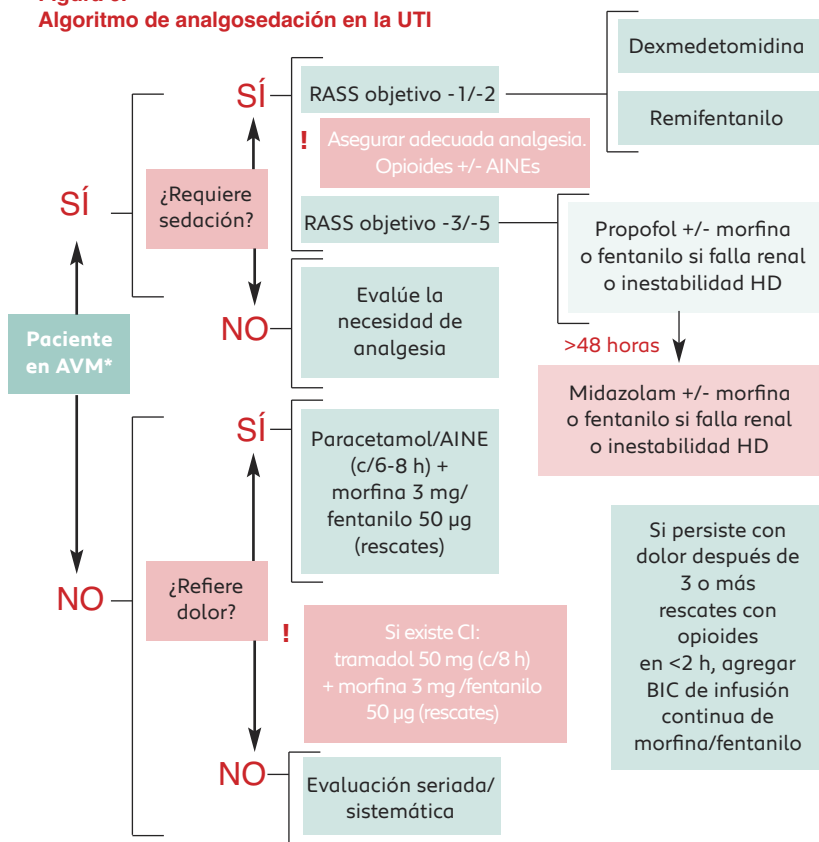 Algoritmo de analgosedación en la UTI
Paciente
en AVM*
SÍ
¿Requiere
sedación?
SÍ
RASS objetivo -1/-2
Dexmedetomidina
Remifentanilo
! Asegurar adecuada analgesia.
Opioides +/- AINEs
RASS objetivo -3/-5
Propofol +/- morfina
o fentanilo si falla renal
o inestabilidad HD
>48 horas
Midazolam +/- morfina
o fentanilo si falla renal
o inestabilidad HD
NO
Evalúe la
necesidad de
analgesia
NO
¿Refiere
dolor?
SÍ
Paracetamol/AINE
(c/6-8 h) +
morfina 3 mg/
fentanilo 50 µg
(rescates)
! Si existe CI:
tramadol 50 mg (c/8 h)
+ morfina 3 mg /fentanilo
50 µg (rescates)
NO
Evaluación seriada/
sistemática
Si persiste con
dolor después de
3 o más
rescates con
opioides
en <2 h, agregar
BIC de infusión
continua de
morfina/fentanilo